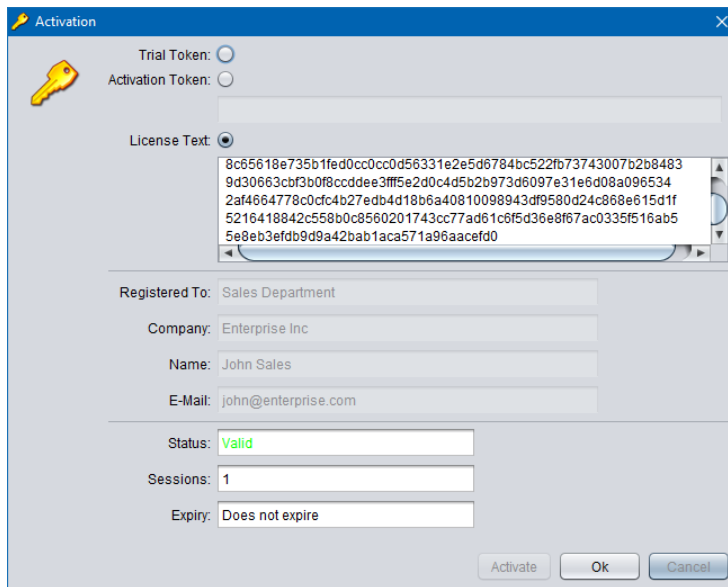 Activation
Trial Token:
Activation Token:
License Text:
8c65618e735b1fed0cc0cc0d56331e2e5d6784bc522fb73743007b2b8483
9d30663cbf3b0f8ccddee3fff5e2d0c4d5b2b973d6097e31e6d08a096534
2af4664778c0cfc4b27edb4d18b6a40810098943df9580d24c868e615d1f
5216418842c558b0c8560201743cc77ad61c6f5d36e8f67ac0335f516ab5
5e8eb3efdb9d9a42bab1aca571a96aacefd0
Registered To: Sales Department
Company: Enterprise Inc
Name: John Sales
E-Mail: john@enterprise.com
Status: Valid
Sessions: 1
Expiry: Does not expire
Activate Ok Cancel